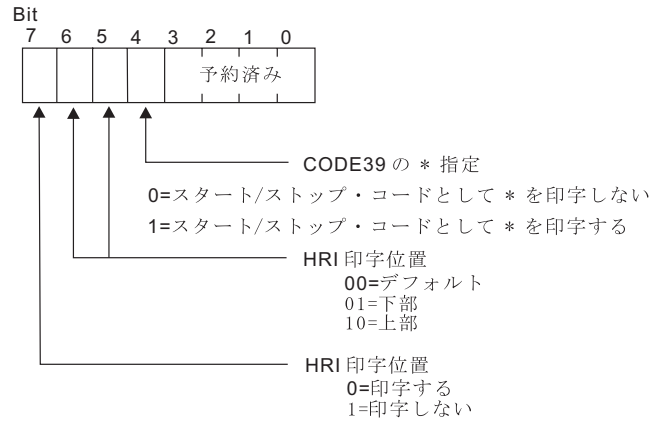 Bit
7 6 5 4 3 2 1 0
予約済み
CODE39 の * 指定
0=スタート/ストップ・コードとして * を印字しない
1=スタート/ストップ・コードとして * を印字する
HRI 印字位置
00=デフォルト
01=下部
10=上部
HRI 印字位置
0=印字する
1=印字しない